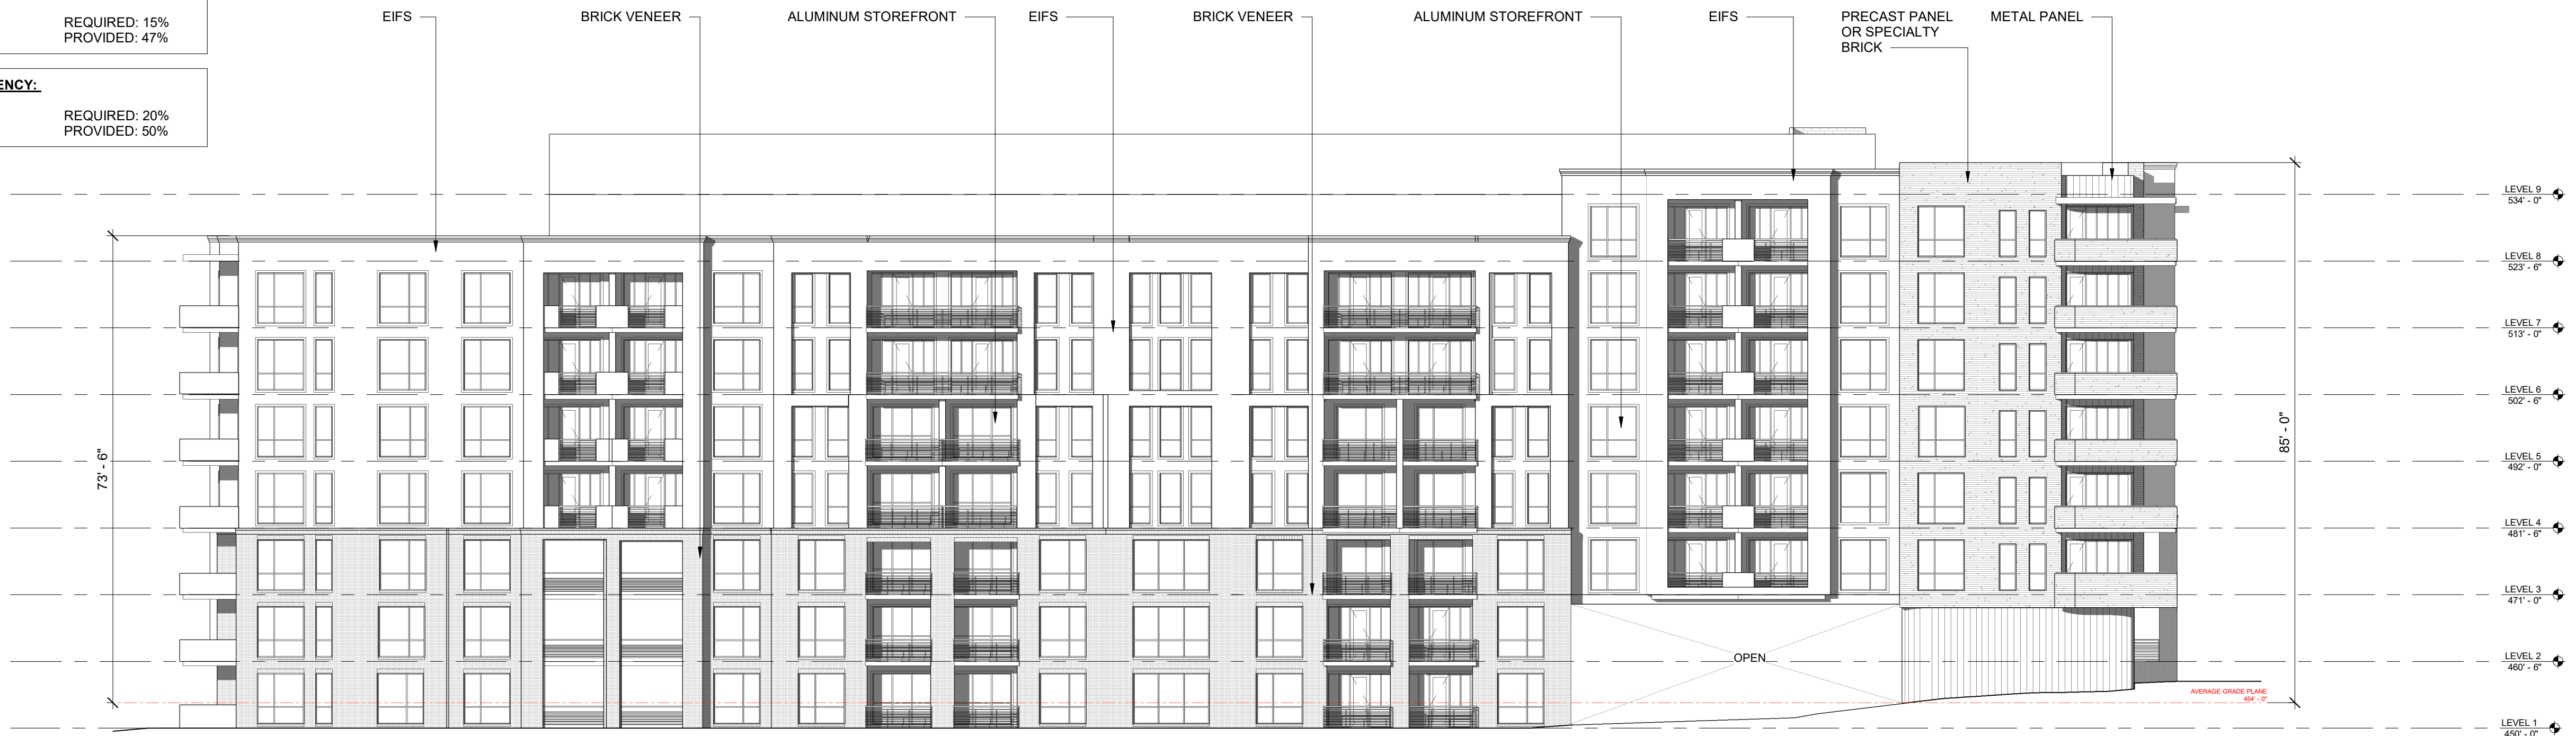 REQUIRED: 15%
PROVIDED: 47%
ENCY:
REQUIRED: 20%
PROVIDED: 50%
EIFS
BRICK VENEER
ALUMINUM STOREFRONT
EIFS
BRICK VENEER
ALUMINUM STOREFRONT
EIFS
PRECAST PANEL
OR SPECIALTY
BRICK
METAL PANEL
LEVEL 9
534' - 0"
LEVEL 8
523' - 6"
LEVEL 7
513' - 0"
LEVEL 6
502' - 6"
LEVEL 5
492' - 0"
LEVEL 4
481' - 6"
LEVEL 3
471' - 0"
LEVEL 2
460' - 6"
LEVEL 1
450' - 0"
73' - 6"
85' - 0"
OPEN
AVERAGE GRADE PLANE
454' - 0"